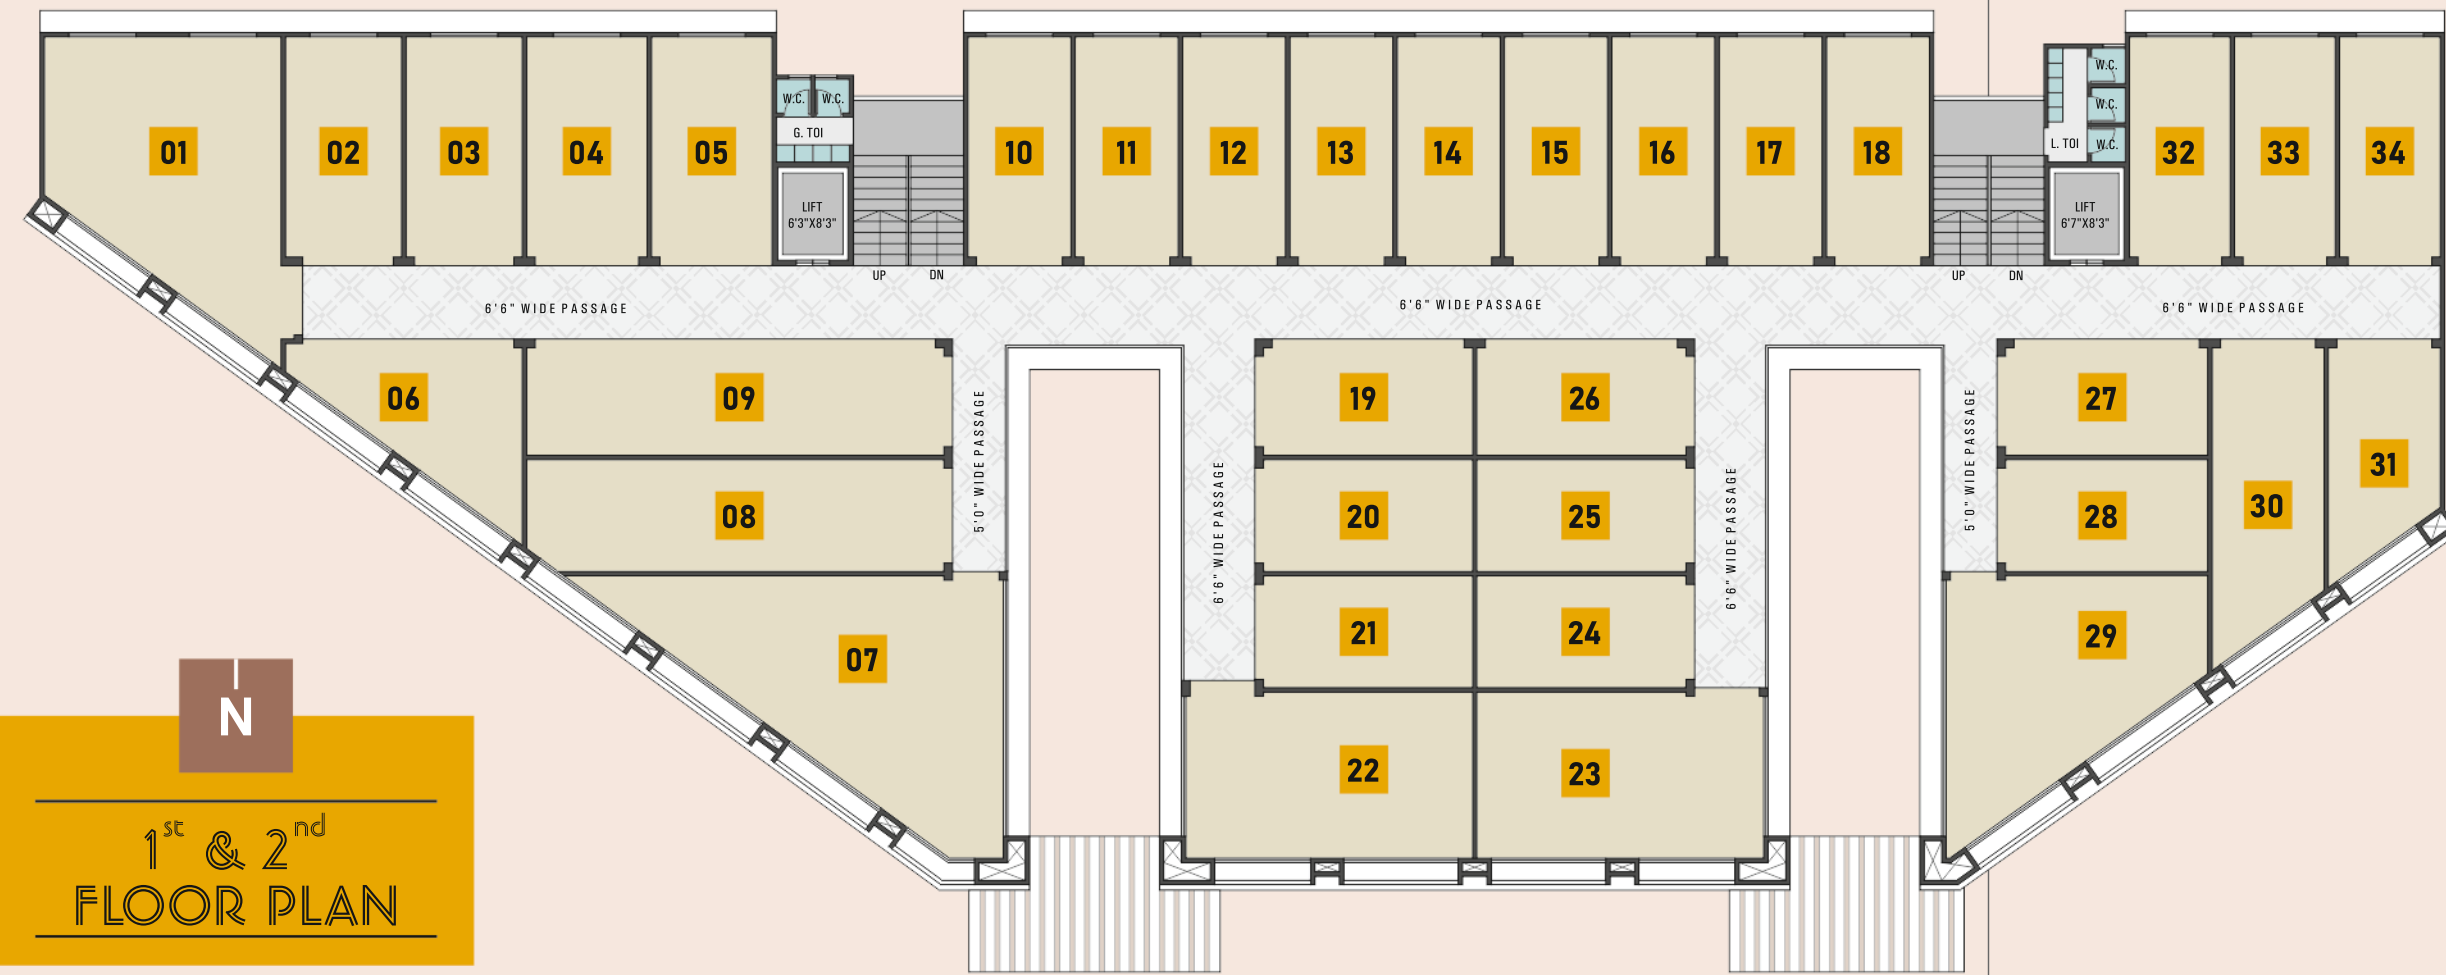 01
02
03
04
05
W.C.
W.C.
G. TOI
LIFT
6'3"X8'3"
UP
DN
10
11
12
13
14
15
16
17
18
UP
DN
W.C.
W.C.
W.C.
L. TOI
LIFT
6'7"X8'3"
32
33
34
6'6" WIDE PASSAGE
6'6" WIDE PASSAGE
6'6" WIDE PASSAGE
06
09
08
07
5'0" WIDE PASSAGE
6'6" WIDE PASSAGE
19
26
20
25
21
24
22
23
6'6" WIDE PASSAGE
5'0" WIDE PASSAGE
27
28
29
30
31
N
1st & 2nd
FLOOR PLAN